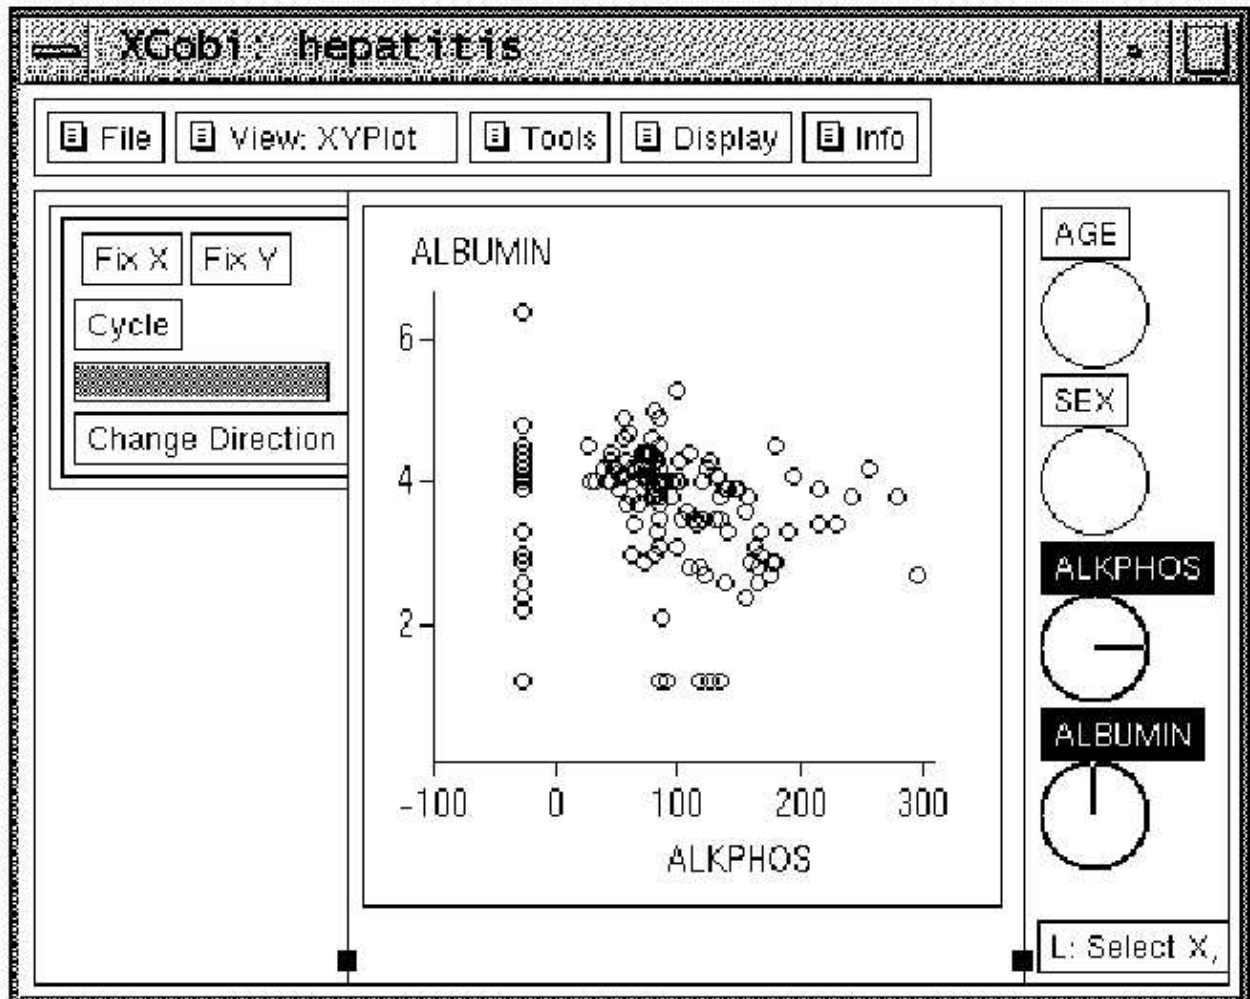 XGobi: hepatitis
File View: XYPlot Tools Display Info
Fix X Fix Y
Cycle
Change Direction
ALBUMIN
6
4
2
-100 0 100 200 300
ALKPHOS
AGE
SEX
ALKPHOS
ALBUMIN
L: Select X,